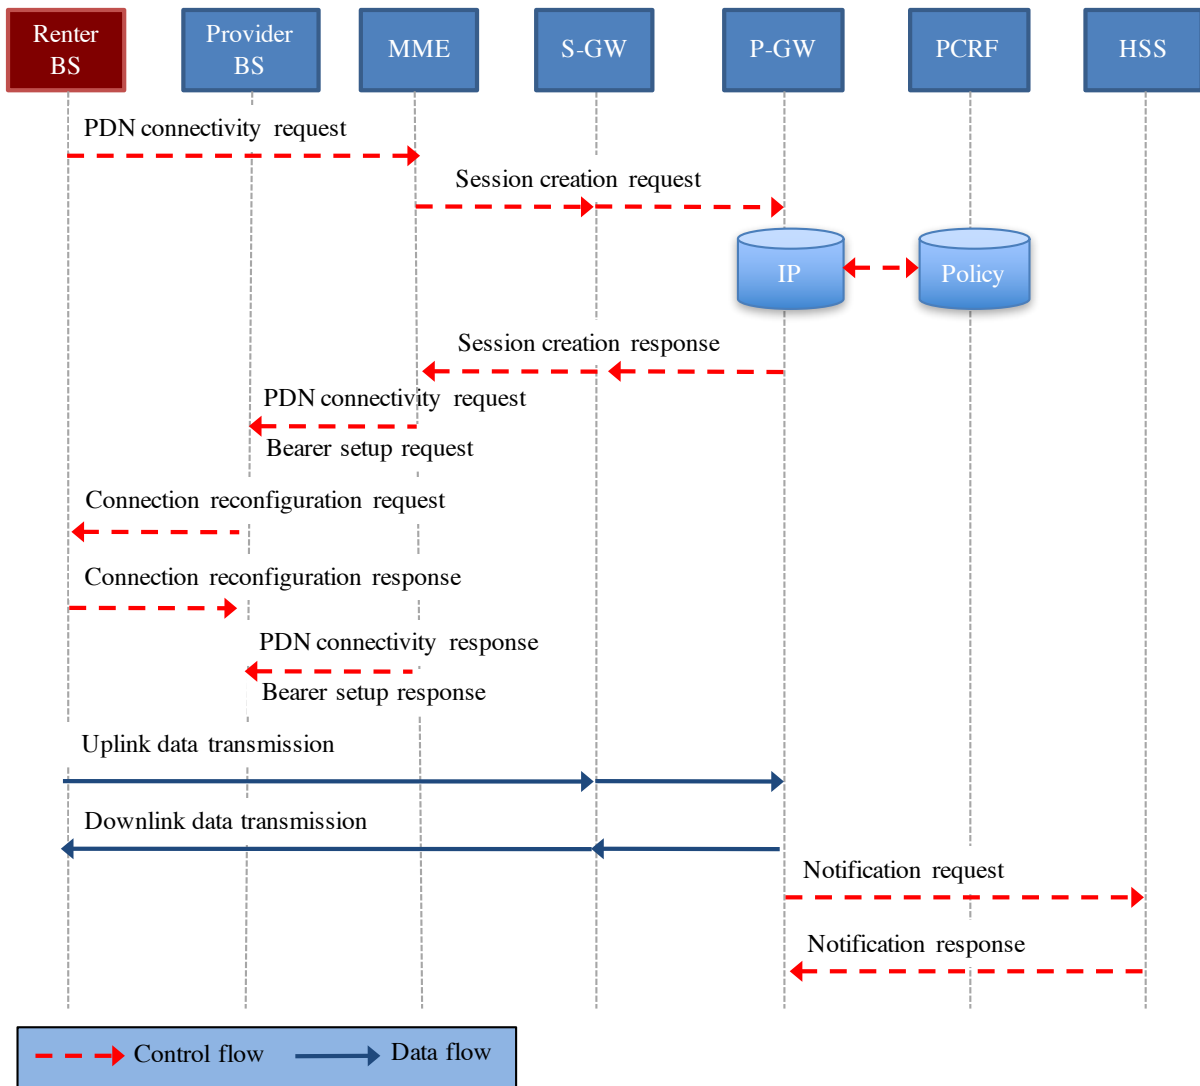 Renter
BS
Provider
BS
MME
S-GW
P-GW
PCRF
HSS
PDN connectivity request
Session creation request
IP
Policy
Session creation response
PDN connectivity request
Bearer setup request
Connection reconfiguration request
Connection reconfiguration response
PDN connectivity response
Bearer setup response
Uplink data transmission
Downlink data transmission
Notification request
Notification response
Control flow
Data flow